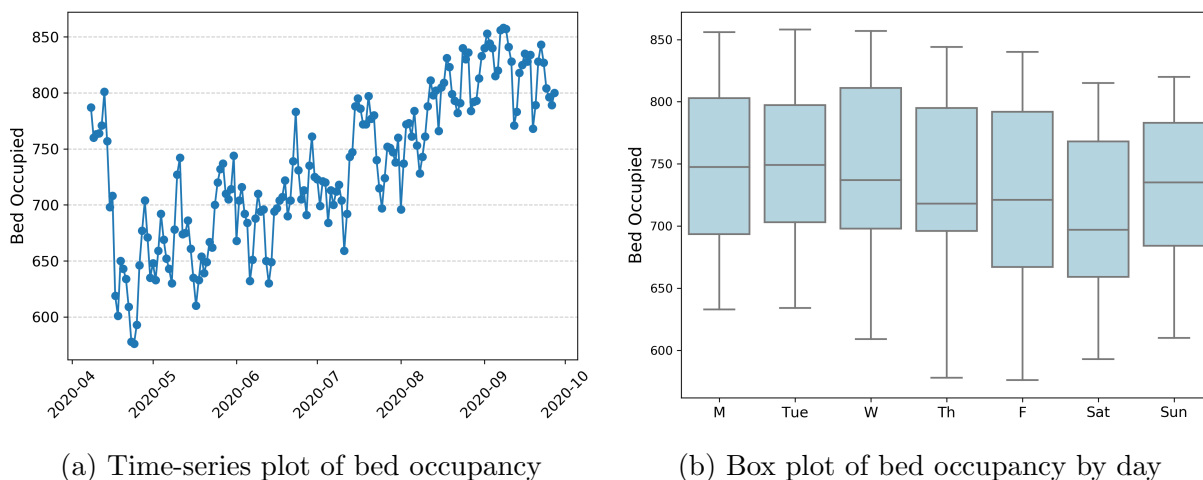 850
800
750
700
650
600
Bed Occupied
2020-04
2020-05
2020-06
2020-07
2020-08
2020-09
2020-10
(a) Time-series plot of bed occupancy
850
800
750
700
650
600
Bed Occupied
M
Tue
W
Th
F
Sat
Sun
(b) Box plot of bed occupancy by day